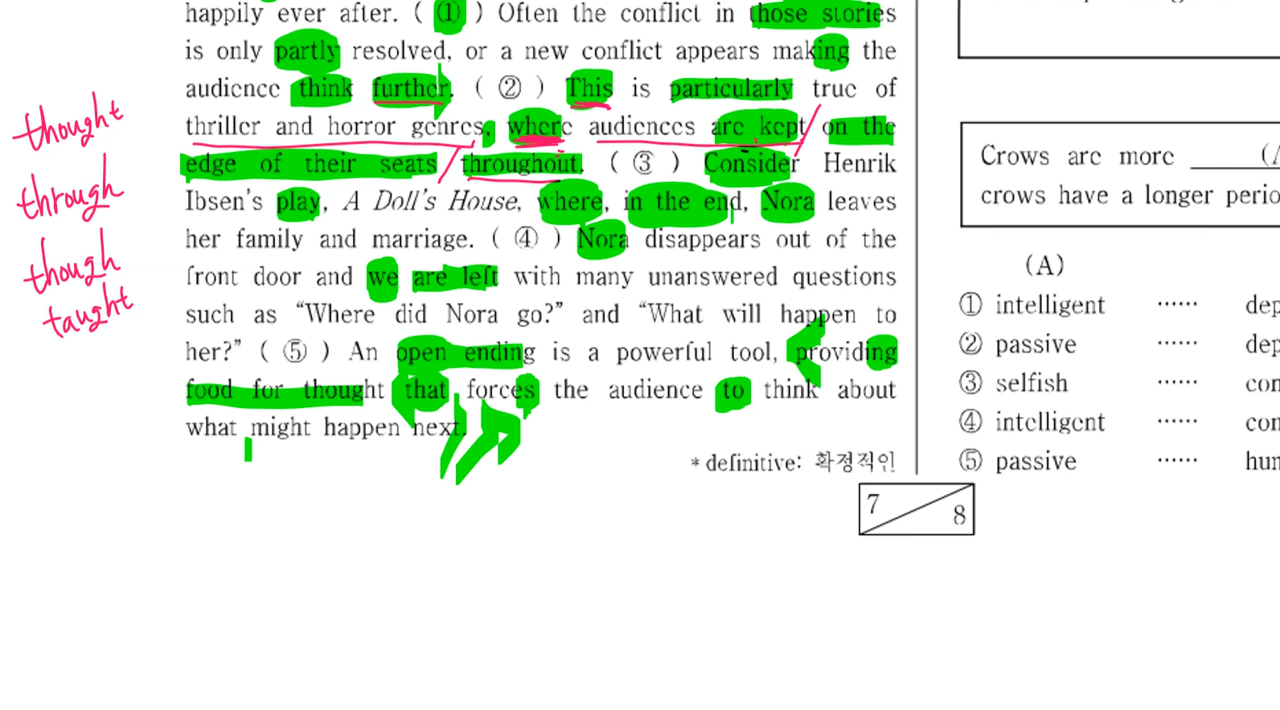 happily ever after. ( ① ) Often the conflict in those stories
is only partly resolved, or a new conflict appears making the
audience think further. ( ② ) This is particularly true of
thriller and horror genres, where audiences are kept on the
edge of their seats throughout. ( ③ ) Consider Henrik
Ibsen's play, A Doll's House, where, in the end, Nora leaves
her family and marriage. ( ④ ) Nora disappears out of the
front door and we are left with many unanswered questions
such as “Where did Nora go?” and “What will happen to
her?” ( ⑤ ) An open ending is a powerful tool, providing
food for thought that forces the audience to think about
what might happen next.
* definitive: 확정적인
thought
through
though
taught
Crows are more (A
crows have a longer perio
(A)
① intelligent ······ dep
② passive ······ dep
③ selfish ······ con
④ intelligent ······ con
⑤ passive ······ hun
7
8